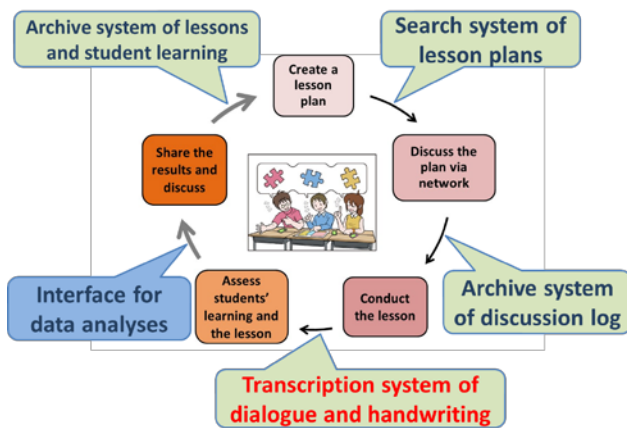 Archive system of lessons
and student learning
Search system of
lesson plans
Create a
lesson
plan
Share the
results and
discuss
Discuss the
plan via
network
Interface for
data analyses
Assess
students’
learning and
the lesson
Conduct
the lesson
Archive system
of discussion log
Transcription system of
dialogue and handwriting